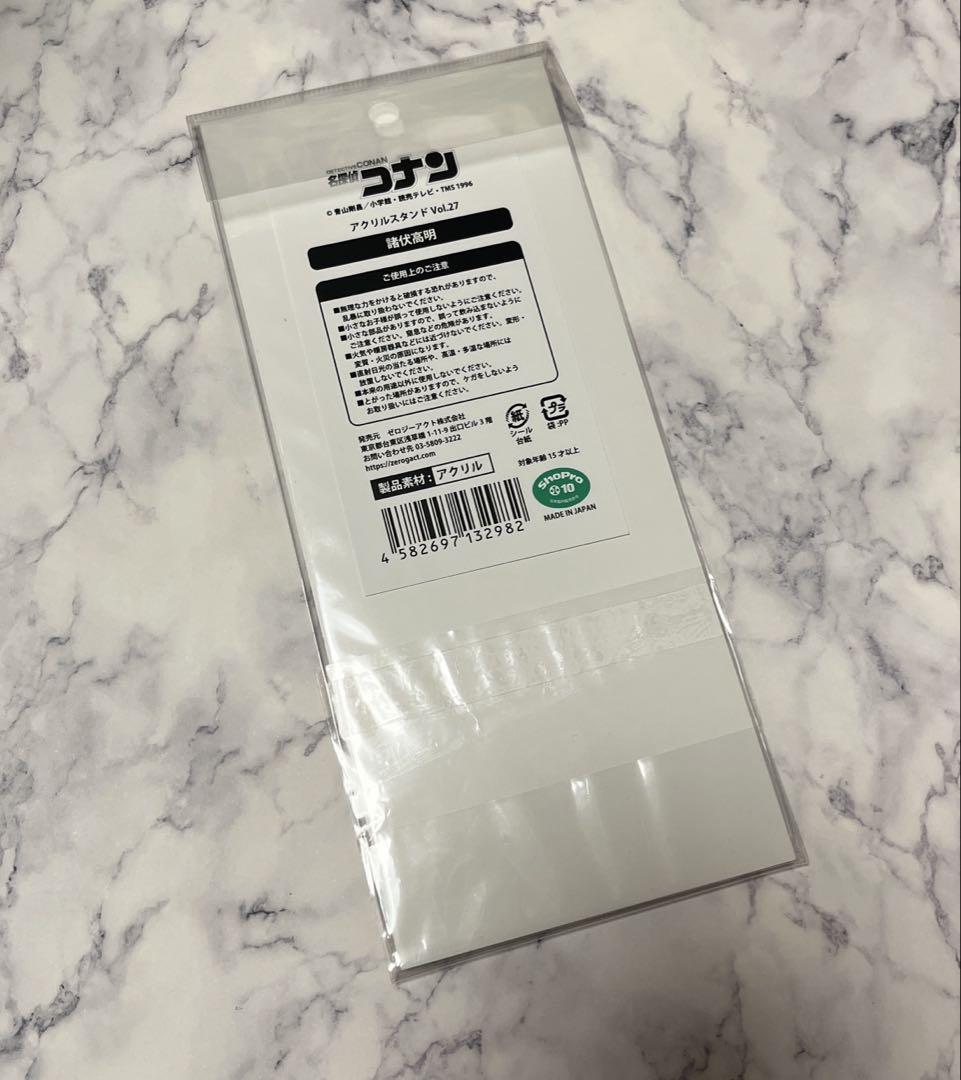 DETECTIVE CONAN
名探偵コナン
© 青山剛昌／小学館・読売テレビ・TMS 1996
アクリルスタンド Vol.27
諸伏高明
ご使用上のご注意
■無理な力をかけると破損する恐れがありますので、
乱暴に取り扱わないでください。
■小さなお子様が誤って使用しないようにご注意ください。
■小さな部品がありますので、誤って飲み込まないように
ご注意ください。窒息などの危険があります。
■火気や暖房器具などには近づけないでください。変形・
変質・火災の原因になります。
■直射日光の当たる場所や、高温・多湿な場所には
放置しないでください。
■本来の用途以外に使用しないでください。
■とがった場所がありますので、ケガをしないよう
お取り扱いにはご注意ください。
発売元 ゼロジーアクト株式会社
東京都台東区浅草橋 1-11-9 出口ビル 3 階
お問い合わせ先 03-5809-3222
https://zerogact.com
紙
シール
台紙
プラ
袋:PP
製品素材：アクリル
対象年齢 15 才以上
ShoPro
10
MADE IN JAPAN
4 582697 132982